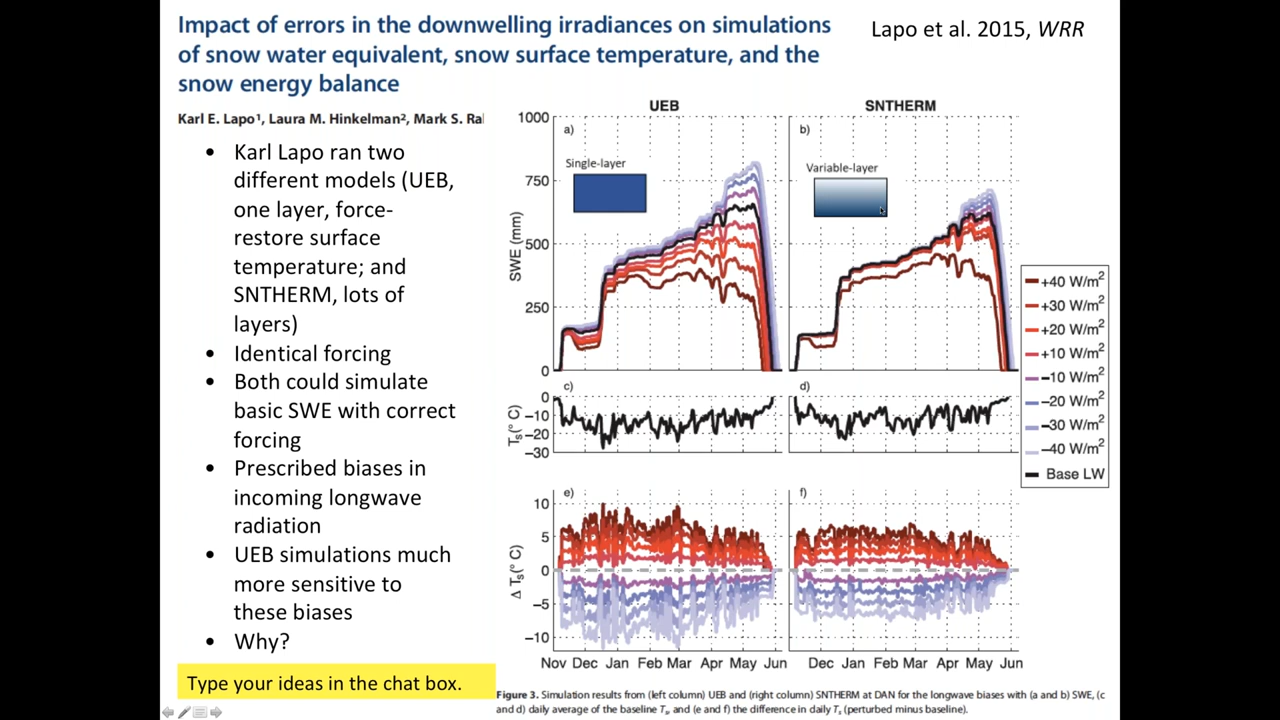 Impact of errors in the downwelling irradiances on simulations
of snow water equivalent, snow surface temperature, and the
snow energy balance
Lapo et al. 2015, WRR
Karl E. Lapo¹, Laura M. Hinkelman², Mark S. Ra
• Karl Lapo ran two
different models (UEB,
one layer, force-
restore surface
temperature; and
SNTHERM, lots of
layers)
• Identical forcing
• Both could simulate
basic SWE with correct
forcing
• Prescribed biases in
incoming longwave
radiation
• UEB simulations much
more sensitive to
these biases
• Why?
Type your ideas in the chat box.
UEB
SNTHERM
a)
b)
Single-layer
Variable-layer
1000
750
500
250
0
SWE (mm)
c)
d)
0
−10
−20
−30
Tₛ(° C)
e)
f)
10
5
0
−5
−10
Δ Tₛ(° C)
Nov Dec Jan Feb Mar Apr May Jun
Dec Jan Feb Mar Apr May Jun
+40 W/m²
+30 W/m²
+20 W/m²
+10 W/m²
−10 W/m²
−20 W/m²
−30 W/m²
−40 W/m²
Base LW
Figure 3. Simulation results from (left column) UEB and (right column) SNTHERM at DAN for the longwave biases with (a and b) SWE, (c
and d) daily average of the baseline Tₛ, and (e and f) the difference in daily Tₛ (perturbed minus baseline).